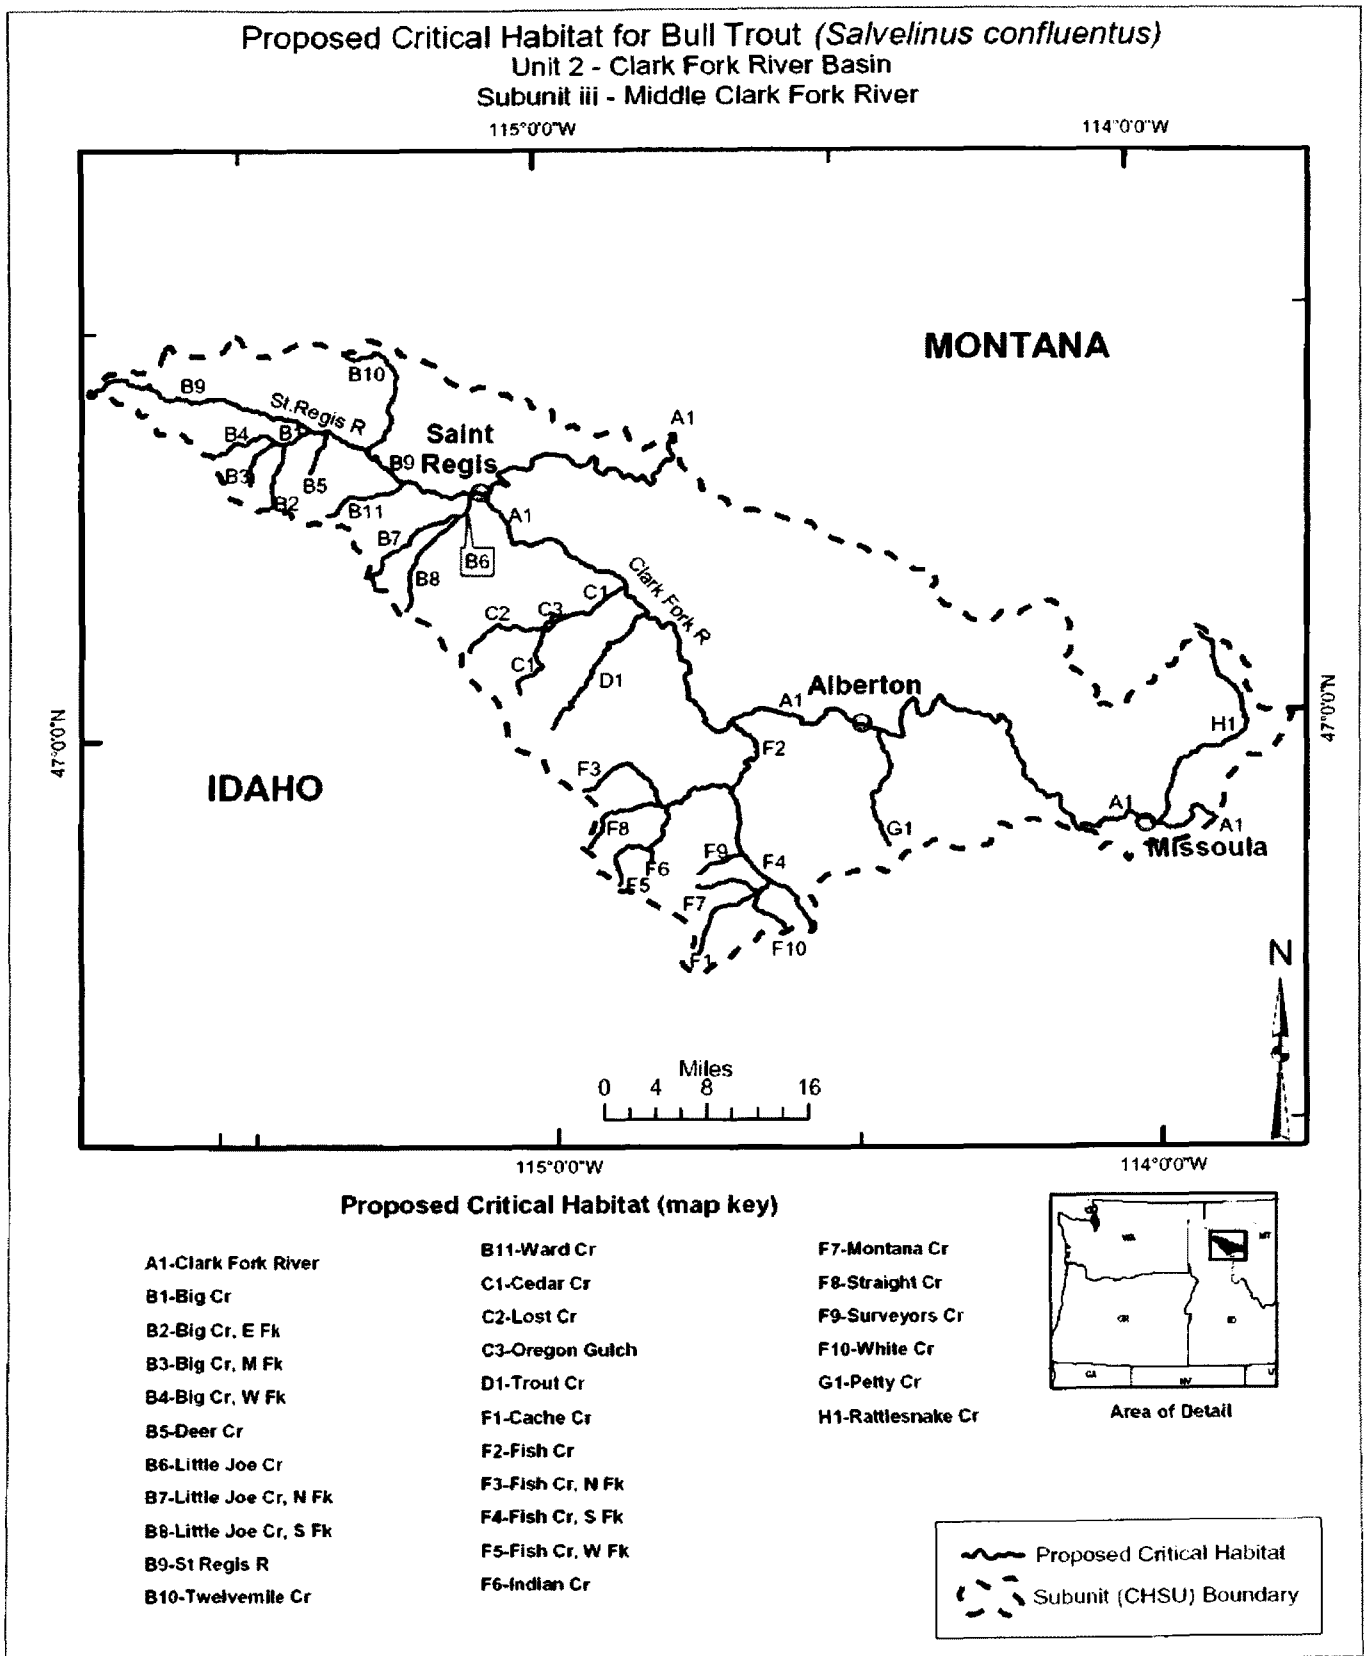 Proposed Critical Habitat for Bull Trout (Salvelinus confluentus)
Unit 2 - Clark Fork River Basin
Subunit iii - Middle Clark Fork River
115°0'0"W
114°0'0"W
MONTANA
B10
B9
St.Regis R
A1
Saint
Regis
B4
B1
B9
B3
B5
B2
B11
A1
B7
B6
B8
Clark Fork R
C1
C2
C3
C1
D1
Alberton
A1
H1
47°0'0"N
47°0'0"N
F2
IDAHO
F3
A1
A1
F8
G1
Missoula
F9
F4
F6
F5
F7
F10
F1
N
Miles
0 4 8 16
115°0'0"W
114°0'0"W
Proposed Critical Habitat (map key)
A1-Clark Fork River
B1-Big Cr
B2-Big Cr, E Fk
B3-Big Cr, M Fk
B4-Big Cr, W Fk
B5-Deer Cr
B6-Little Joe Cr
B7-Little Joe Cr, N Fk
B8-Little Joe Cr, S Fk
B9-St Regis R
B10-Twelvemile Cr
B11-Ward Cr
C1-Cedar Cr
C2-Lost Cr
C3-Oregon Gulch
D1-Trout Cr
F1-Cache Cr
F2-Fish Cr
F3-Fish Cr, N Fk
F4-Fish Cr, S Fk
F5-Fish Cr, W Fk
F6-Indian Cr
F7-Montana Cr
F8-Straight Cr
F9-Surveyors Cr
F10-White Cr
G1-Petty Cr
H1-Rattlesnake Cr
WA
MT
OR
ID
CA
NV
Area of Detail
Proposed Critical Habitat
Subunit (CHSU) Boundary